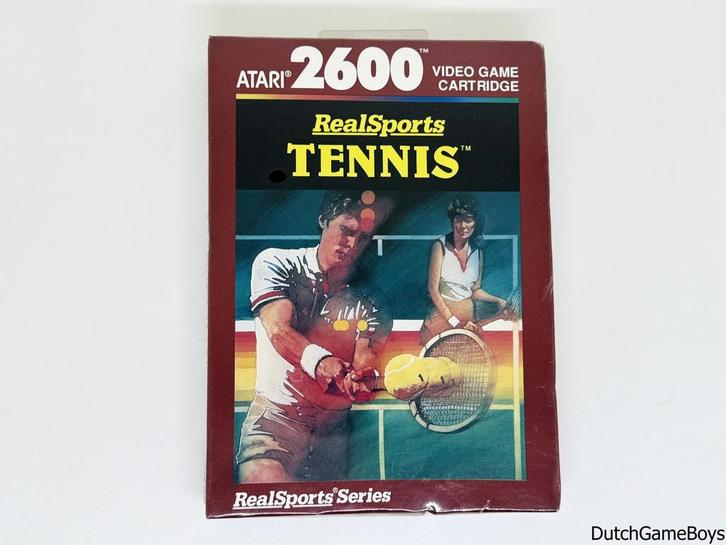 ATARI® 2600™ VIDEO GAME
CARTRIDGE
RealSports
TENNIS™
RealSports® Series
DutchGameBoys